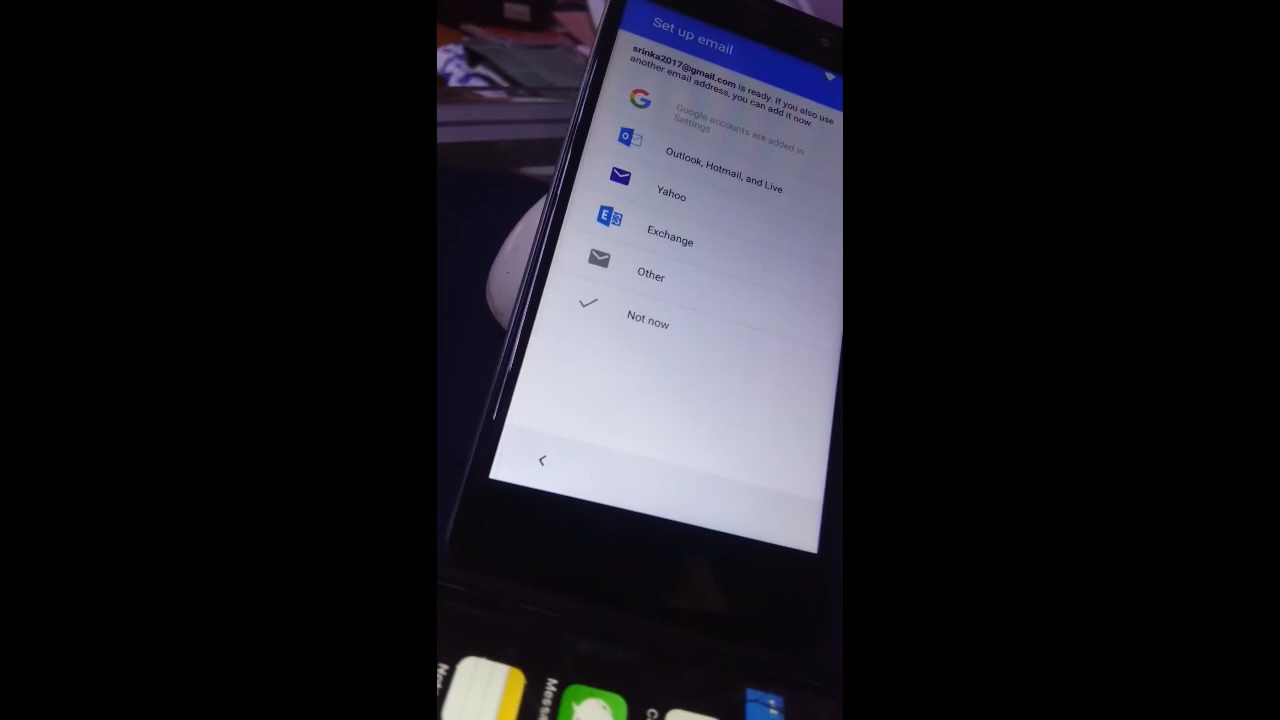 Set up email
srinka2017@gmail.com is ready. If you also use
another email address, you can add it now.
Google accounts are added in
Settings
Outlook, Hotmail, and Live
Yahoo
Exchange
Other
Not now